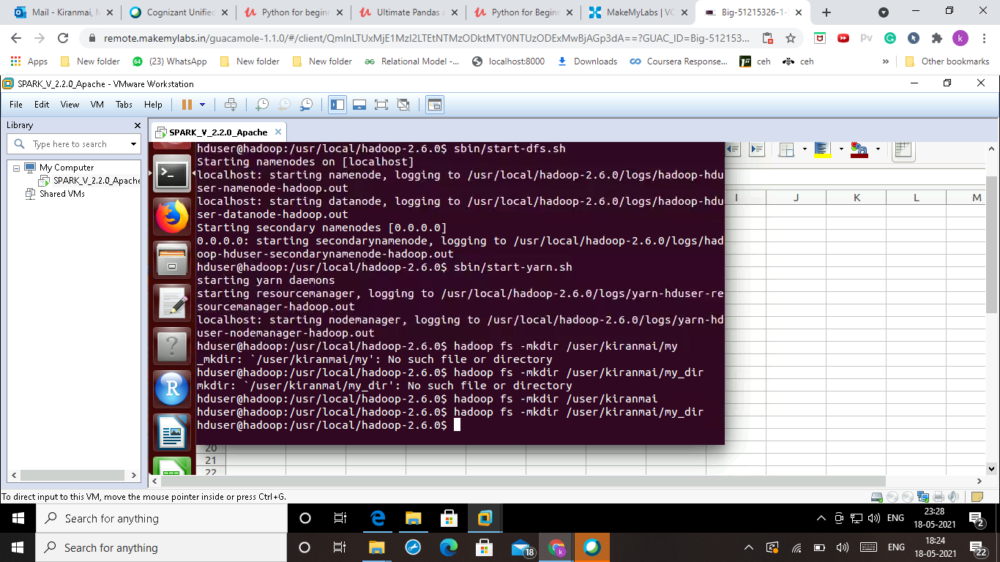 Mail - Kiranmai, M
Cognizant Unified
Python for beginn
Ultimate Pandas a
Python for Beginn
MakeMyLabs | VC
Big-51215326-1-
remote.makemylabs.in/guacamole-1.1.0/#/client/
Apps
New folder
(23) WhatsApp
New folder
New folder
Relational Model -...
localhost:8000
Downloads
Coursera Response...
ceh
ceh
Other bookmarks
SPARK_V_2.2.0_Apache - VMware Workstation
File Edit View VM Tabs Help
Library
SPARK_V_2.2.0_Apache
Type here to search
My Computer
SPARK_V_2.2.0_Apache
Shared VMs
hduser@hadoop:/usr/local/hadoop-2.6.0$ sbin/start-dfs.sh
Starting namenodes on [localhost]
localhost: starting namenode, logging to /usr/local/hadoop-2.6.0/logs/hadoop-hdu
ser-namenode-hadoop.out
localhost: starting datanode, logging to /usr/local/hadoop-2.6.0/logs/hadoop-hdu
ser-datanode-hadoop.out
Starting secondary namenodes [0.0.0.0]
0.0.0.0: starting secondarynamenode, logging to /usr/local/hadoop-2.6.0/logs/had
oop-hduser-secondarynamenode-hadoop.out
hduser@hadoop:/usr/local/hadoop-2.6.0$ sbin/start-yarn.sh
starting yarn daemons
starting resourcemanager, logging to /usr/local/hadoop-2.6.0/logs/yarn-hduser-re
sourcemanager-hadoop.out
localhost: starting nodemanager, logging to /usr/local/hadoop-2.6.0/logs/yarn-hd
user-nodemanager-hadoop.out
hduser@hadoop:/usr/local/hadoop-2.6.0$ hadoop fs -mkdir /user/kiranmai/my
_mkdir: `/user/kiranmai/my': No such file or directory
hduser@hadoop:/usr/local/hadoop-2.6.0$ hadoop fs -mkdir /user/kiranmai/my_dir
mkdir: `/user/kiranmai/my_dir': No such file or directory
hduser@hadoop:/usr/local/hadoop-2.6.0$ hadoop fs -mkdir /user/kiranmai
hduser@hadoop:/usr/local/hadoop-2.6.0$ hadoop fs -mkdir /user/kiranmai/my_dir
hduser@hadoop:/usr/local/hadoop-2.6.0$
I J K L M
20
21
22
To direct input to this VM, move the mouse pointer inside or press Ctrl+G.
Search for anything
ENG
23:28
18-05-2021
2
Search for anything
18
ENG
18:24
18-05-2021
22